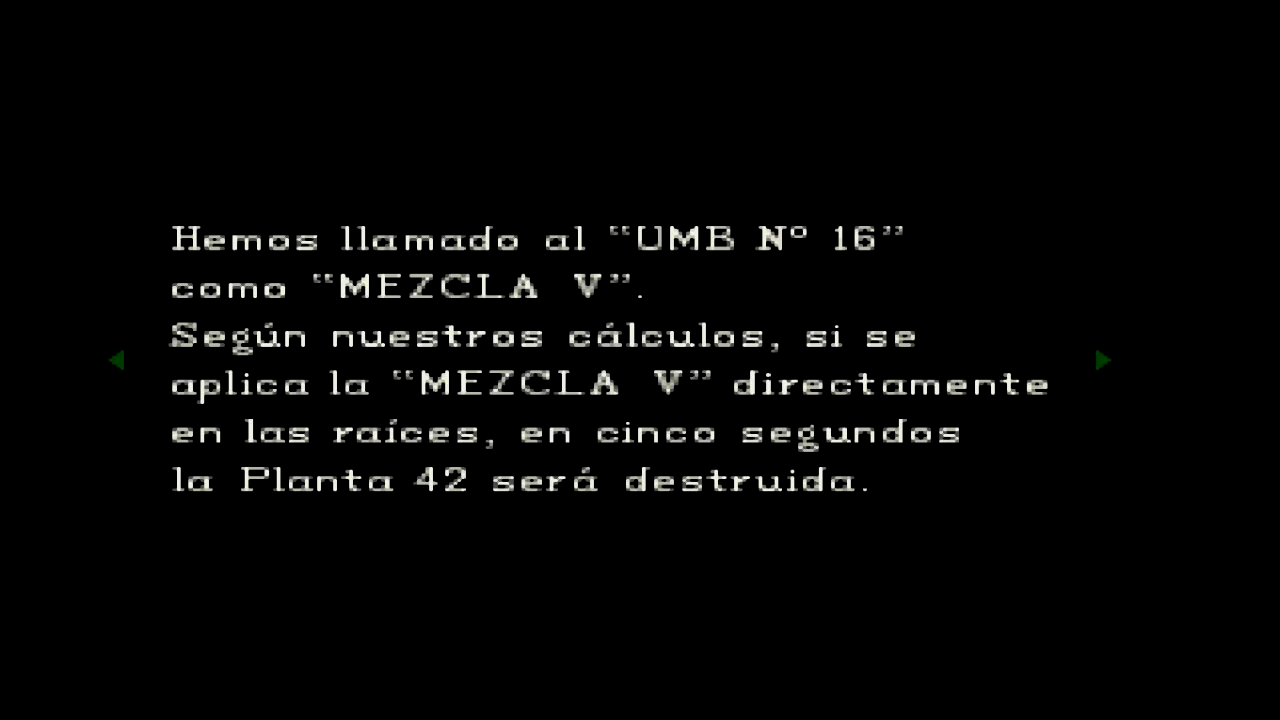 Hemos llamado al “UMB Nº 16”
como “MEZCLA V”.
Según nuestros cálculos, si se
aplica la “MEZCLA V” directamente
en las raíces, en cinco segundos
la Planta 42 será destruida.